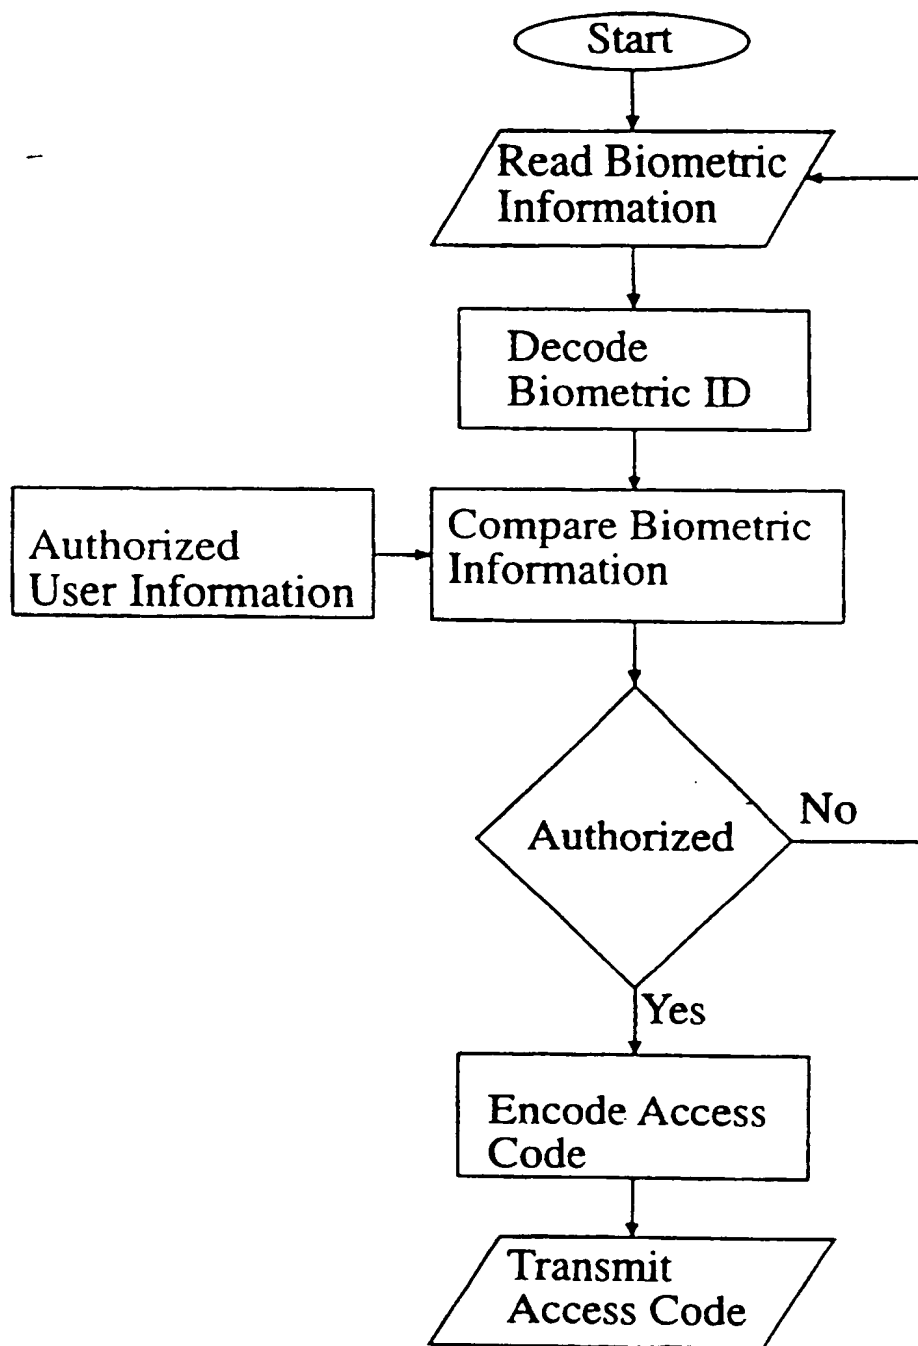 Start
Read Biometric
Information
Decode
Biometric ID
Authorized
User Information
Compare Biometric
Information
Authorized
No
Yes
Encode Access
Code
Transmit
Access Code